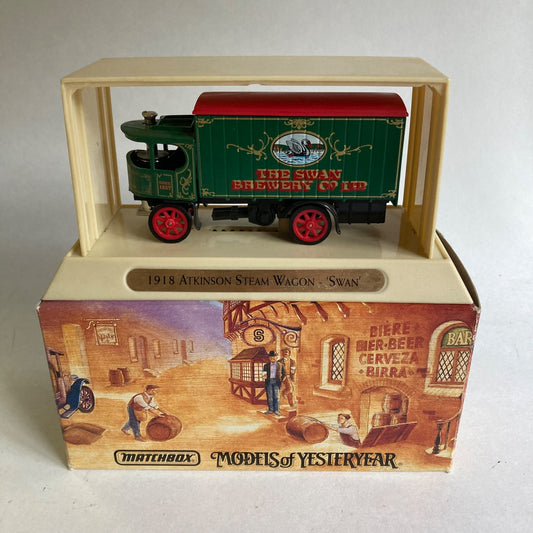 THE SWAN
BREWERY CO LTD
1918 ATKINSON STEAM WAGON - 'SWAN'
S
BIERE
BIER·BEER
CERVEZA
·BIRRA·
BAR
MATCHBOX
MODELS of YESTERYEAR®